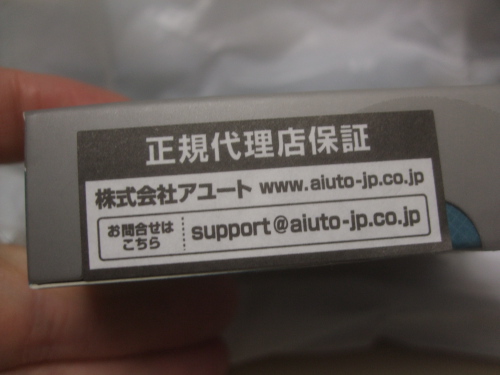 正規代理店保証
株式会社アユート www.aiuto-jp.co.jp
お問合せは
こちら
support@aiuto-jp.co.jp